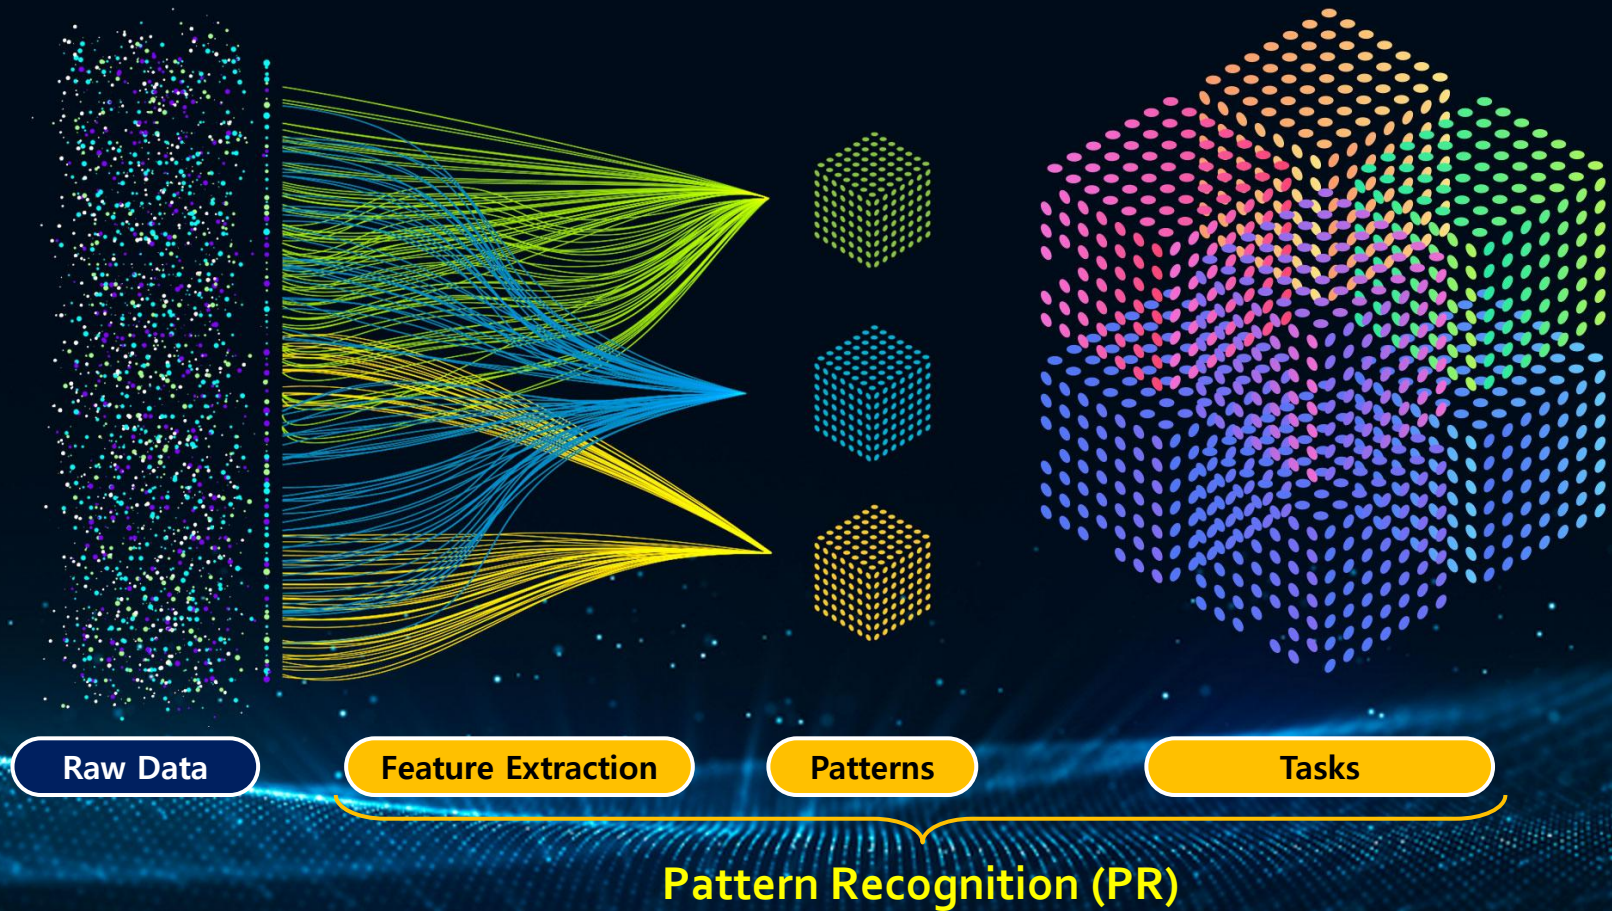 Raw Data
Feature Extraction
Patterns
Tasks
Pattern Recognition (PR)